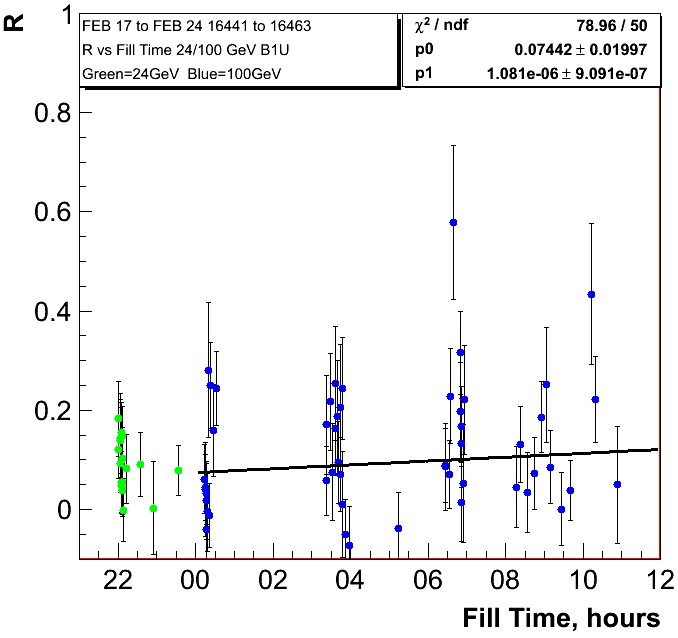 FEB 17 to FEB 24 16441 to 16463
R vs Fill Time 24/100 GeV B1U
Green=24GeV Blue=100GeV
χ² / ndf 78.96 / 50
p0 0.07442 ± 0.01997
p1 1.081e-06 ± 9.091e-07
R
1
0.8
0.6
0.4
0.2
0
22 00 02 04 06 08 10 12
Fill Time, hours